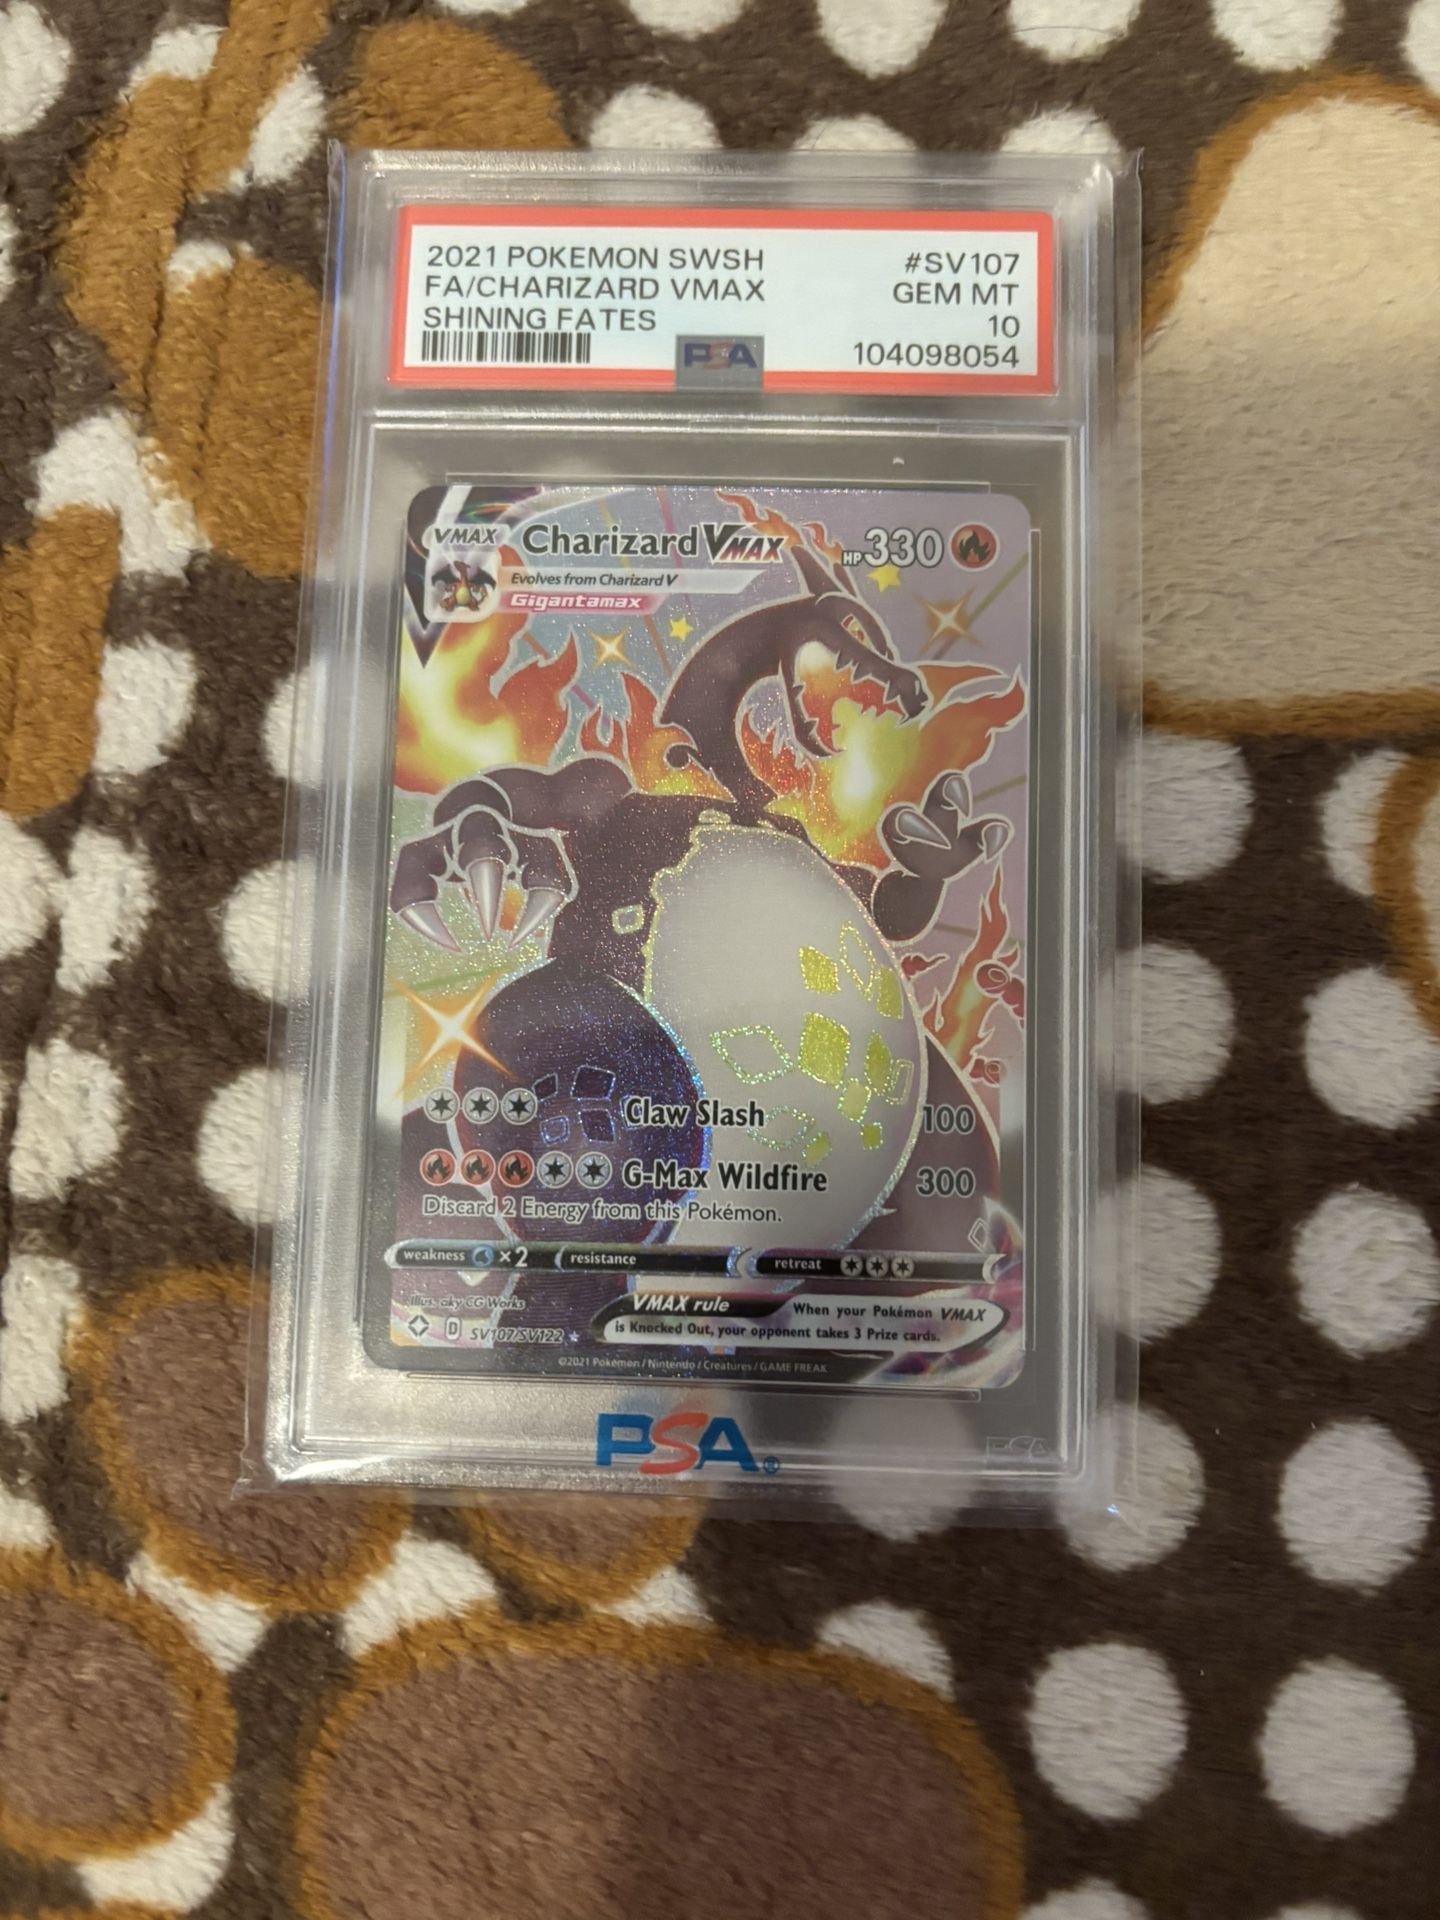 2021 POKEMON SWSH #SV107
FA/CHARIZARD VMAX GEM MT
SHINING FATES 10
PSA 104098054
VMAX Charizard VMAX HP 330
Evolves from Charizard V
Gigantamax
Claw Slash 100
G-Max Wildfire 300
Discard 2 Energy from this Pokémon.
weakness ×2 resistance retreat
Illus. aky CG Works
VMAX rule When your Pokémon VMAX
is Knocked Out, your opponent takes 3 Prize cards.
D SV107/SV122
©2021 Pokémon / Nintendo / Creatures / GAME FREAK
PSA®
PSA